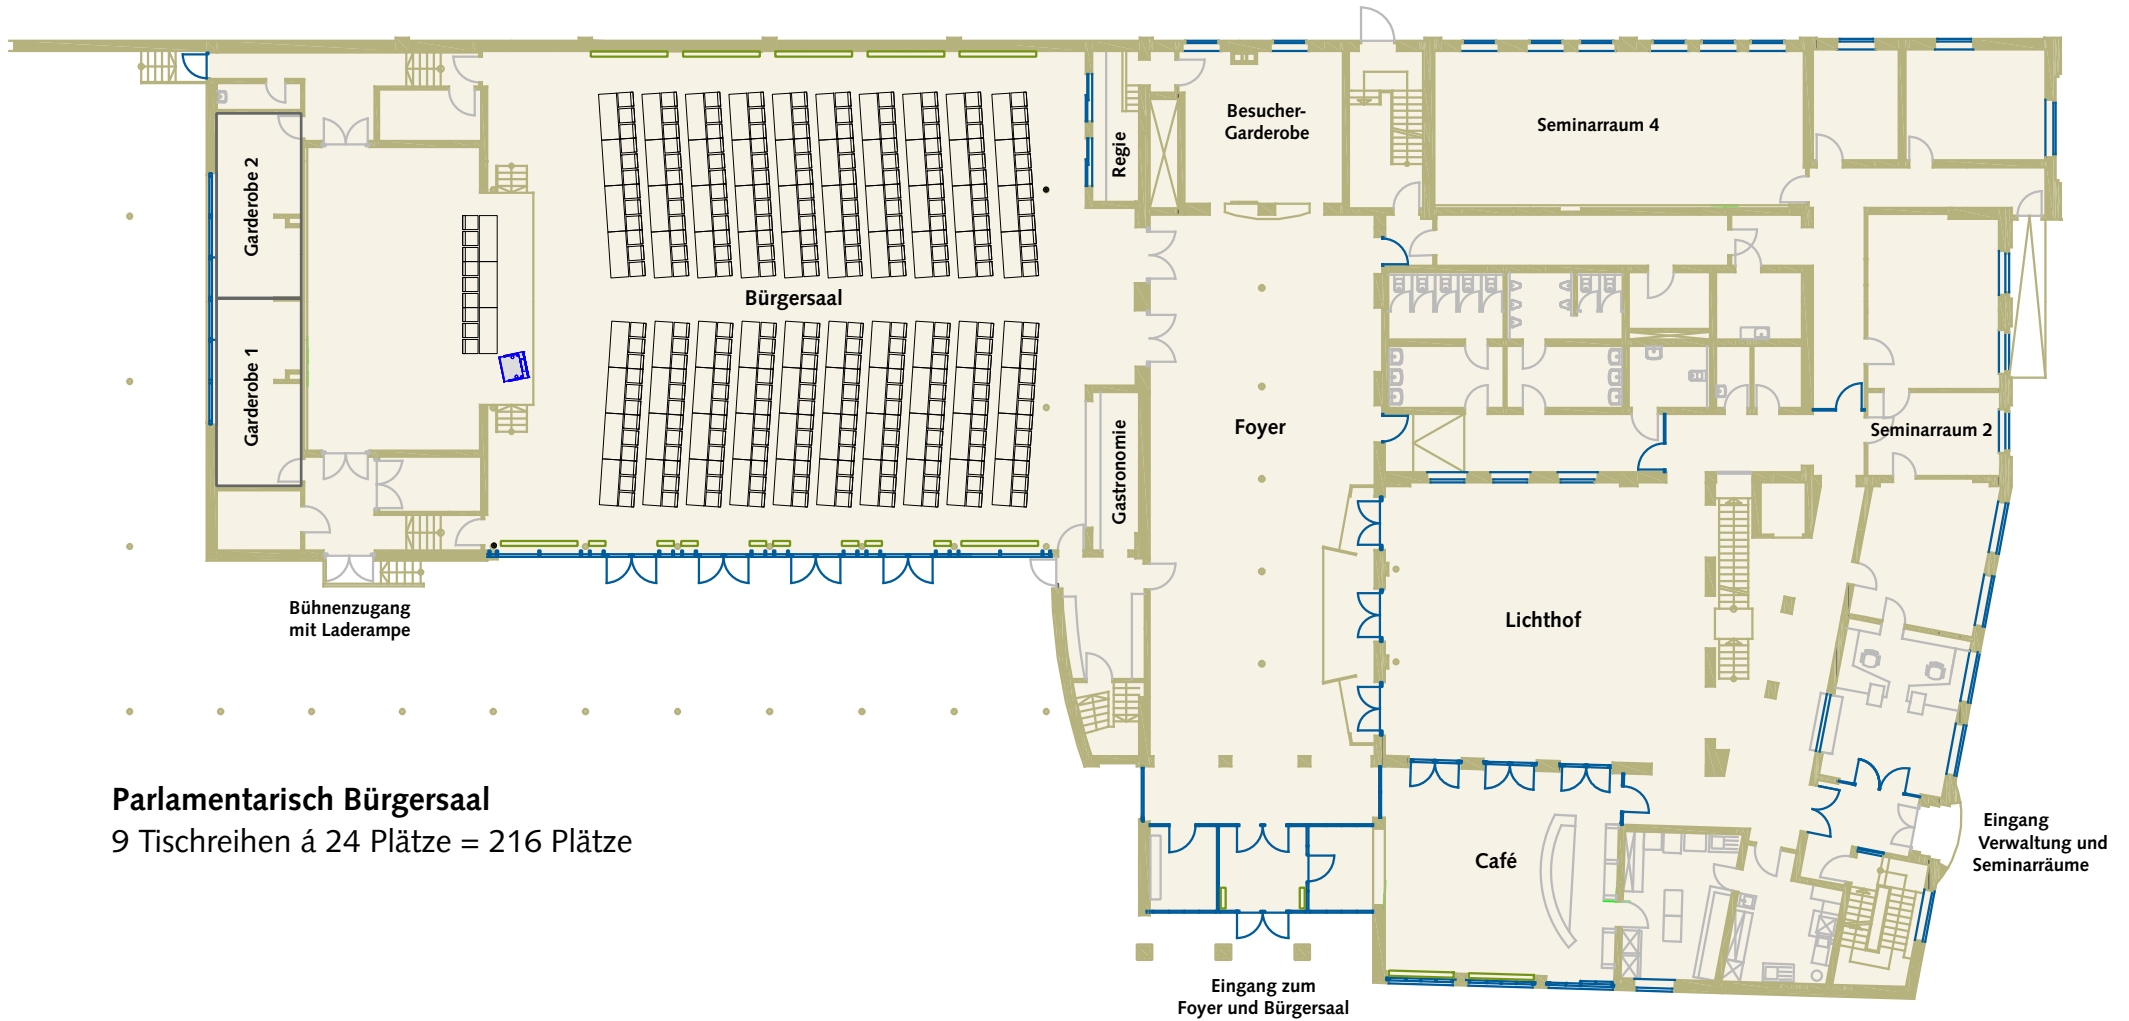 Besucher-
Garderobe
Seminarraum 4
Regie
Garderobe 2
Bürgersaal
Garderobe 1
Foyer
Seminarraum 2
Gastronomie
Bühnenzugang
mit Laderampe
Lichthof
Parlamentarisch Bürgersaal
9 Tischreihen á 24 Plätze = 216 Plätze
Café
Eingang
Verwaltung und
Seminarräume
Eingang zum
Foyer und Bürgersaal